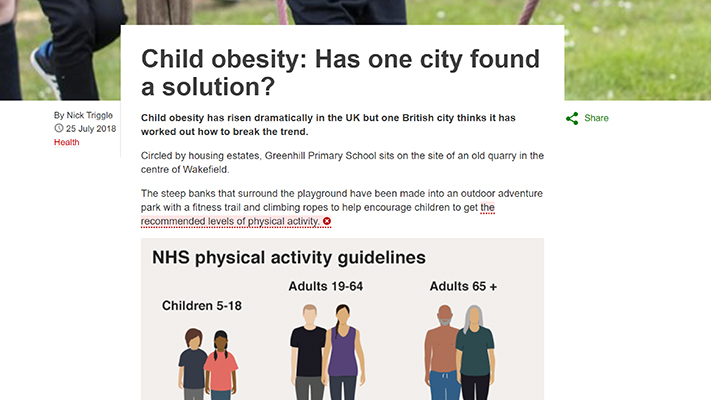 Child obesity: Has one city found
a solution?
By Nick Triggle
25 July 2018
Health
Share
Child obesity has risen dramatically in the UK but one British city thinks it has
worked out how to break the trend.
Circled by housing estates, Greenhill Primary School sits on the site of an old quarry in the
centre of Wakefield.
The steep banks that surround the playground have been made into an outdoor adventure
park with a fitness trail and climbing ropes to help encourage children to get the
recommended levels of physical activity.
NHS physical activity guidelines
Children 5-18
Adults 19-64
Adults 65 +